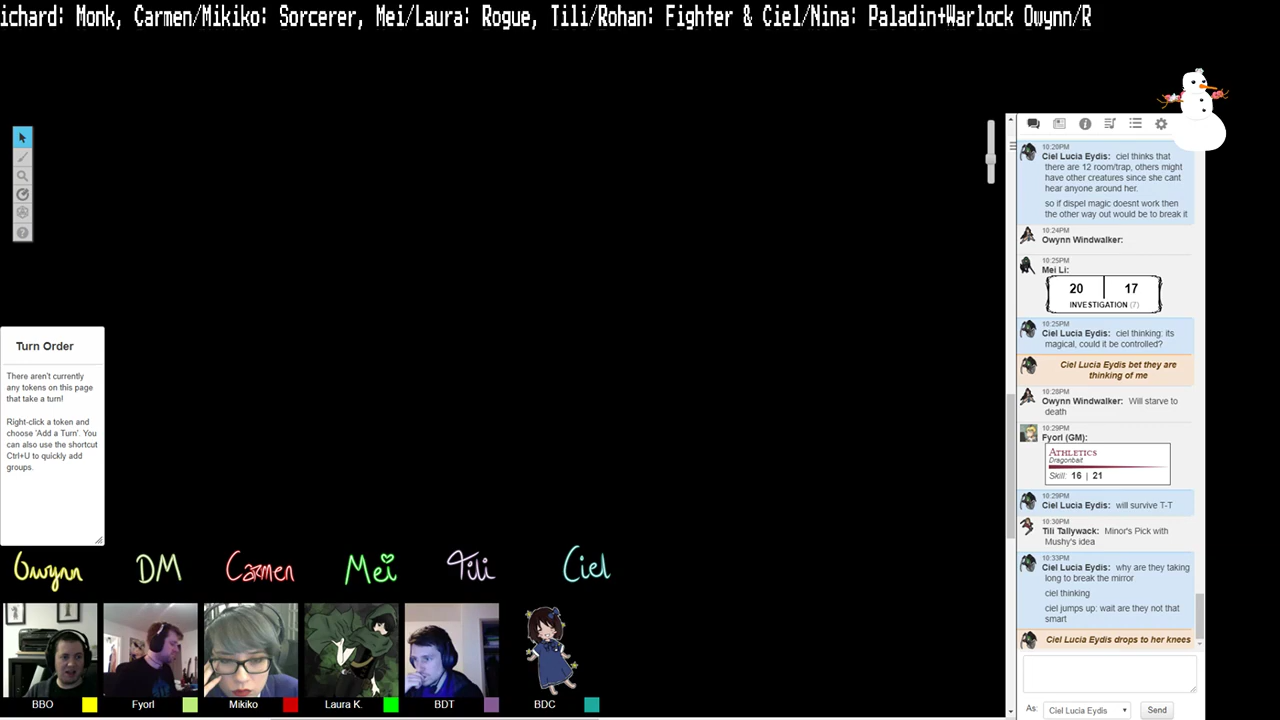 ichard: Monk, Carmen/Mikiko: Sorcerer, Mei/Laura: Rogue, Tili/Rohan: Fighter & Ciel/Nina: Paladin+Warlock Owynn/R
10:20PM
Ciel Lucia Eydis: ciel thinks that
there are 12 room/trap, others might
have other creatures since she cant
hear anyone around her.
so if dispel magic doesnt work then
the other way out would be to break it
10:24PM
Owynn Windwalker:
10:25PM
Mei Li:
20 17
INVESTIGATION (7)
10:25PM
Ciel Lucia Eydis: ciel thinking: its
magical, could it be controlled?
Ciel Lucia Eydis bet they are
thinking of me
10:28PM
Owynn Windwalker: Will starve to
death
10:29PM
Fyorl (GM):
ATHLETICS
Dragonbait
Skill: 16 | 21
10:29PM
Ciel Lucia Eydis: will survive T-T
10:30PM
Tili Tallywack: Minor's Pick with
Mushy's idea
10:33PM
Ciel Lucia Eydis: why are they taking
long to break the mirror
ciel thinking
ciel jumps up: wait are they not that
smart
Ciel Lucia Eydis drops to her knees
As: Ciel Lucia Eydis Send
Turn Order
There aren't currently
any tokens on this page
that take a turn!
Right-click a token and
choose 'Add a Turn'. You
can also use the shortcut
Ctrl+U to quickly add
groups.
Owynn DM Carmen Mei Tili Ciel
BBO Fyorl Mikiko Laura K. BDT BDC